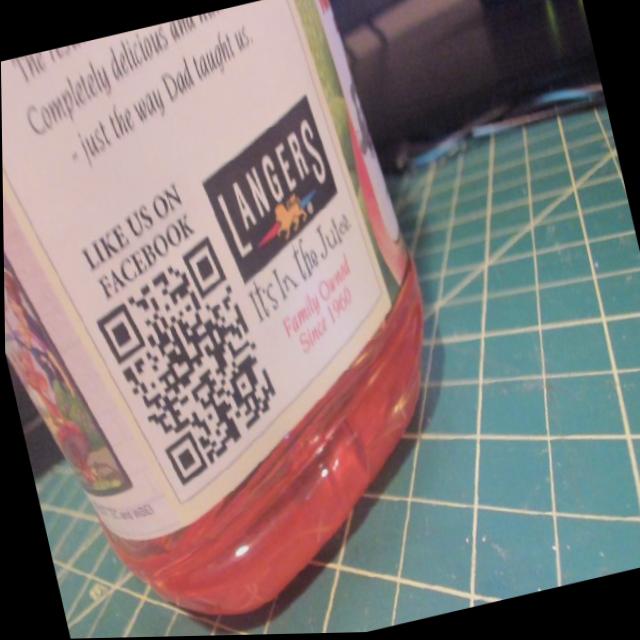 Completely delicious and
- just the way Dad taught us.
LIKE US ON
FACEBOOK
LANGERS
It's In the Juice!
Family Owned
Since 1960